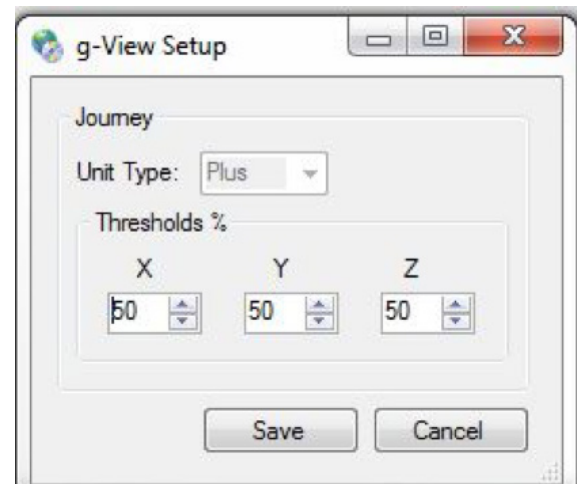 g-View Setup
Journey
Unit Type: Plus
Thresholds %
X Y Z
50 50 50
Save Cancel